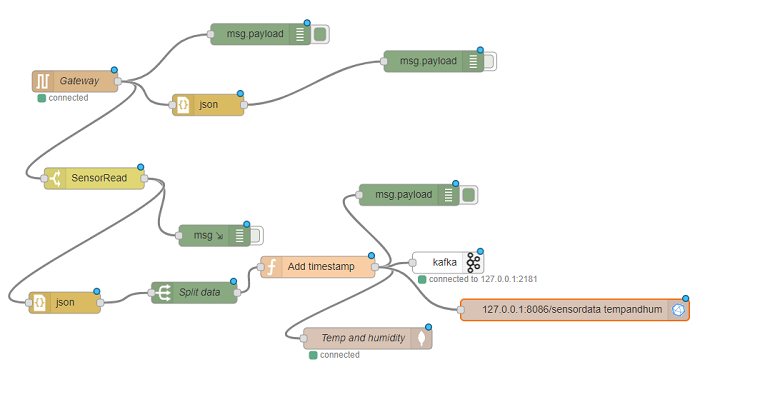 msg.payload
msg.payload
Gateway
connected
json
SensorRead
msg.payload
msg
Add timestamp
kafka
connected to 127.0.0.1:2181
json
Split data
127.0.0.1:8086/sensordata tempandhum
Temp and humidity
connected